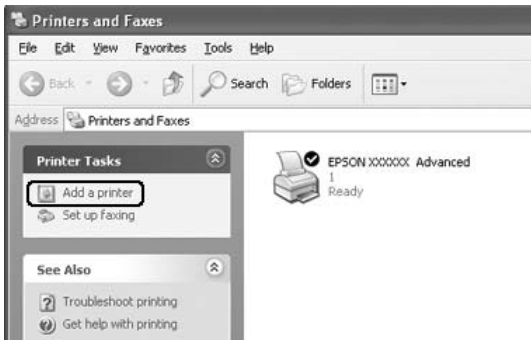 Printers and Faxes
File Edit View Favorites Tools Help
Back Search Folders
Address Printers and Faxes
Printer Tasks
Add a printer
Set up faxing
See Also
Troubleshoot printing
Get help with printing
EPSON XXXXXX Advanced
1
Ready